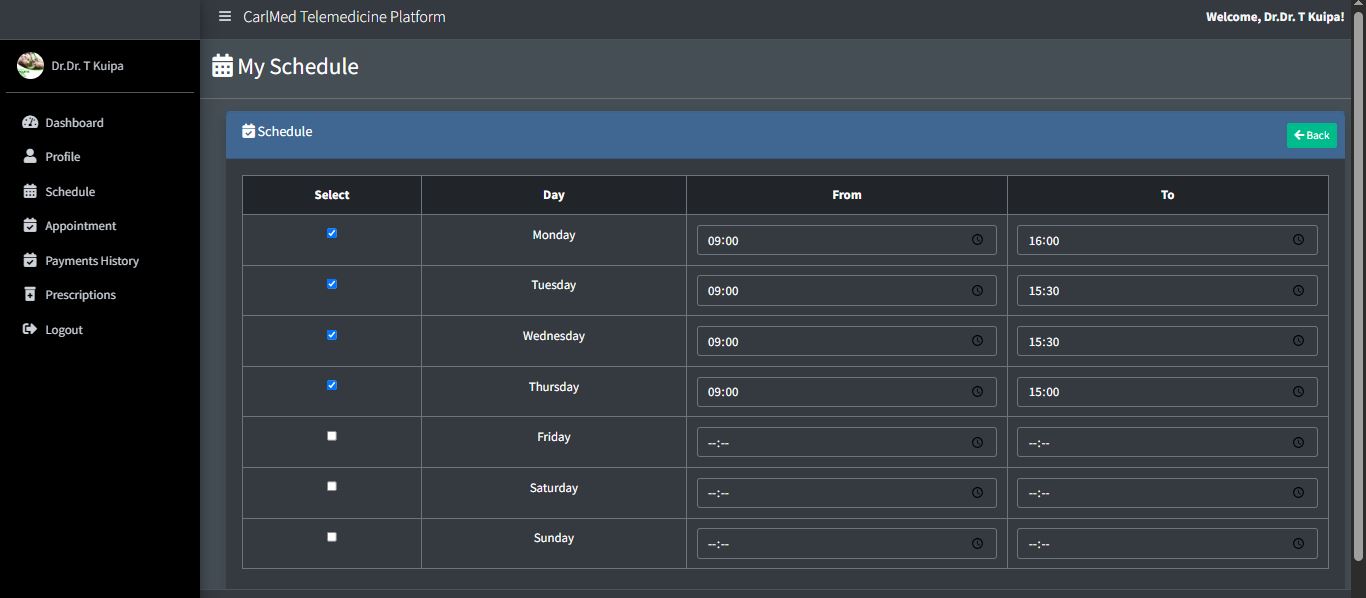 CarlMed Telemedicine Platform
Welcome, Dr.Dr. T Kuipa!
Dr.Dr. T Kuipa
Dashboard
Profile
Schedule
Appointment
Payments History
Prescriptions
Logout
My Schedule
Schedule
Back
Select Day From To
Monday 09:00 16:00
Tuesday 09:00 15:30
Wednesday 09:00 15:30
Thursday 09:00 15:00
Friday --:-- --:--
Saturday --:-- --:--
Sunday --:-- --:--